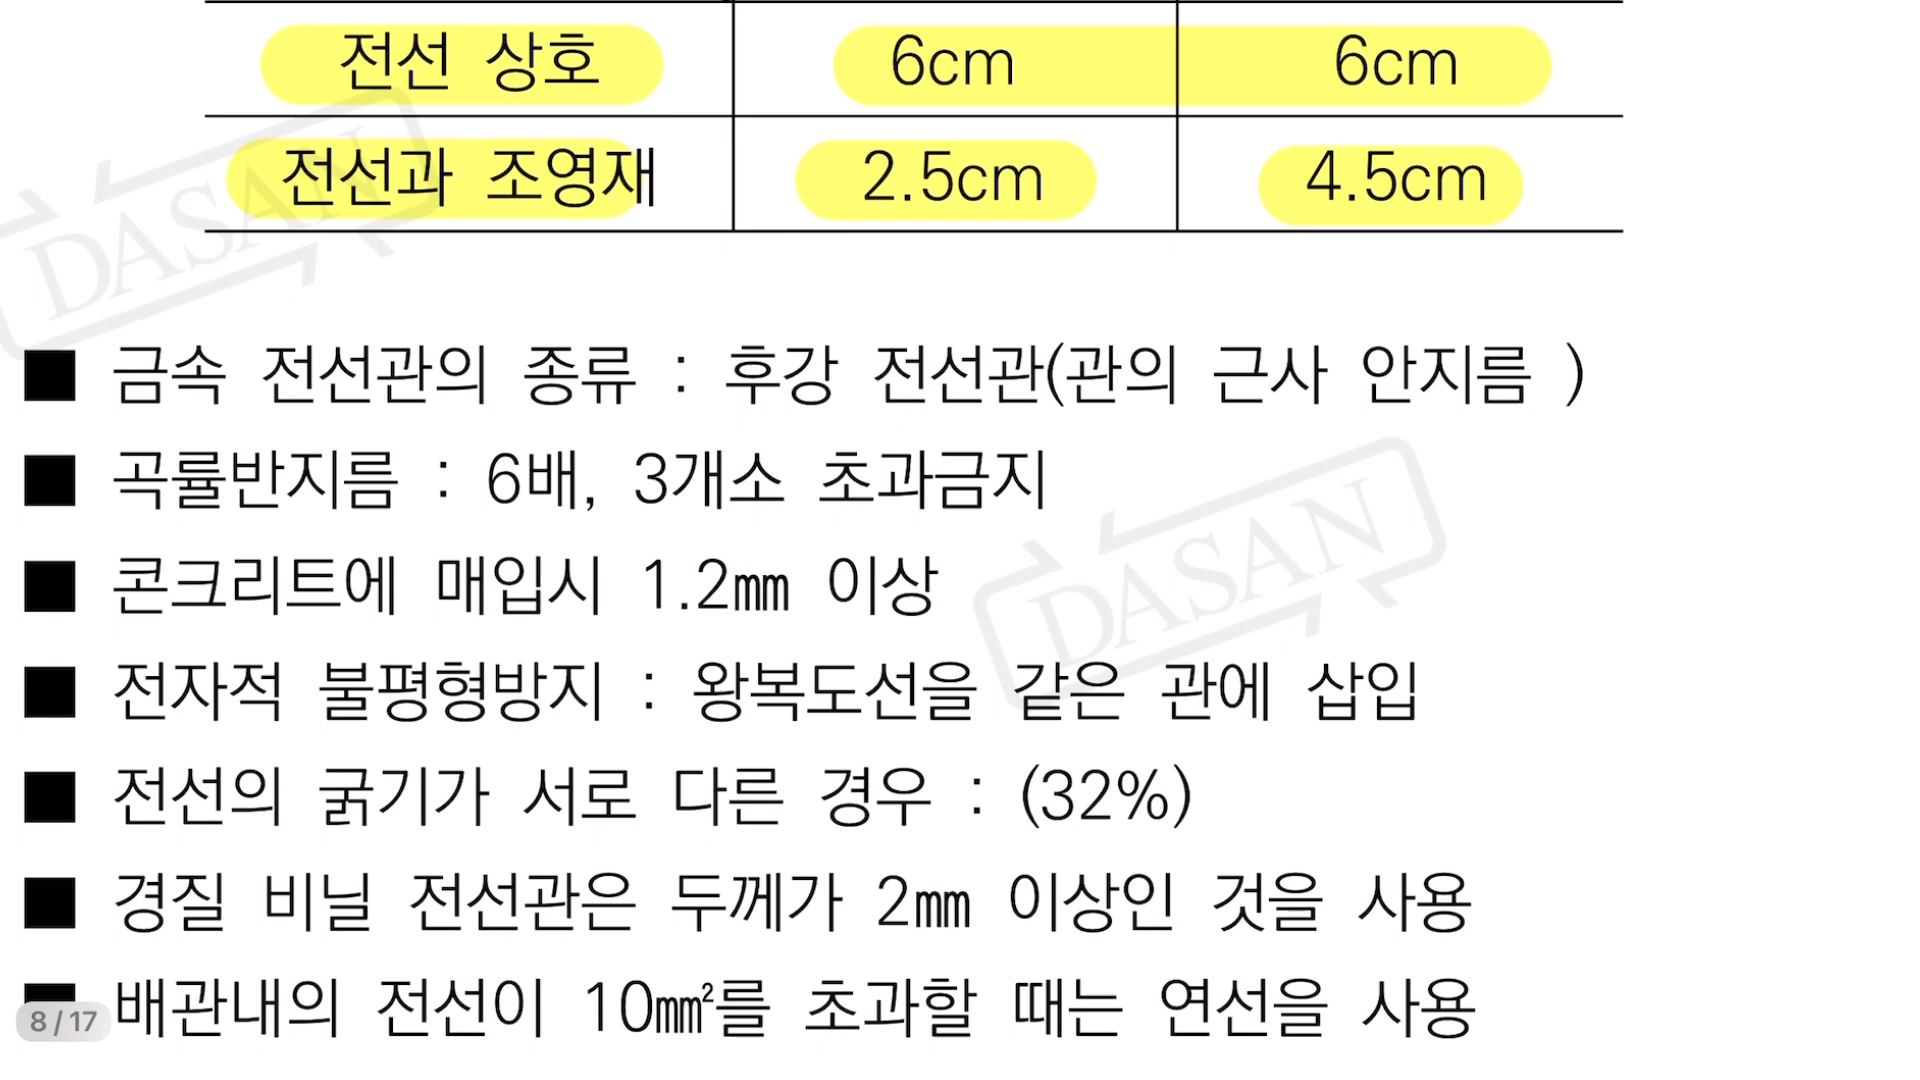 전선 상호 6cm 6cm
전선과 조영재 2.5cm 4.5cm
DASAN
■ 금속 전선관의 종류 : 후강 전선관(관의 근사 안지름 )
■ 곡률반지름 : 6배, 3개소 초과금지
DASAN
■ 콘크리트에 매입시 1.2㎜ 이상
■ 전자적 불평형방지 : 왕복도선을 같은 관에 삽입
■ 전선의 굵기가 서로 다른 경우 : (32%)
■ 경질 비닐 전선관은 두께가 2㎜ 이상인 것을 사용
■ 배관내의 전선이 10㎟를 초과할 때는 연선을 사용
8 / 17